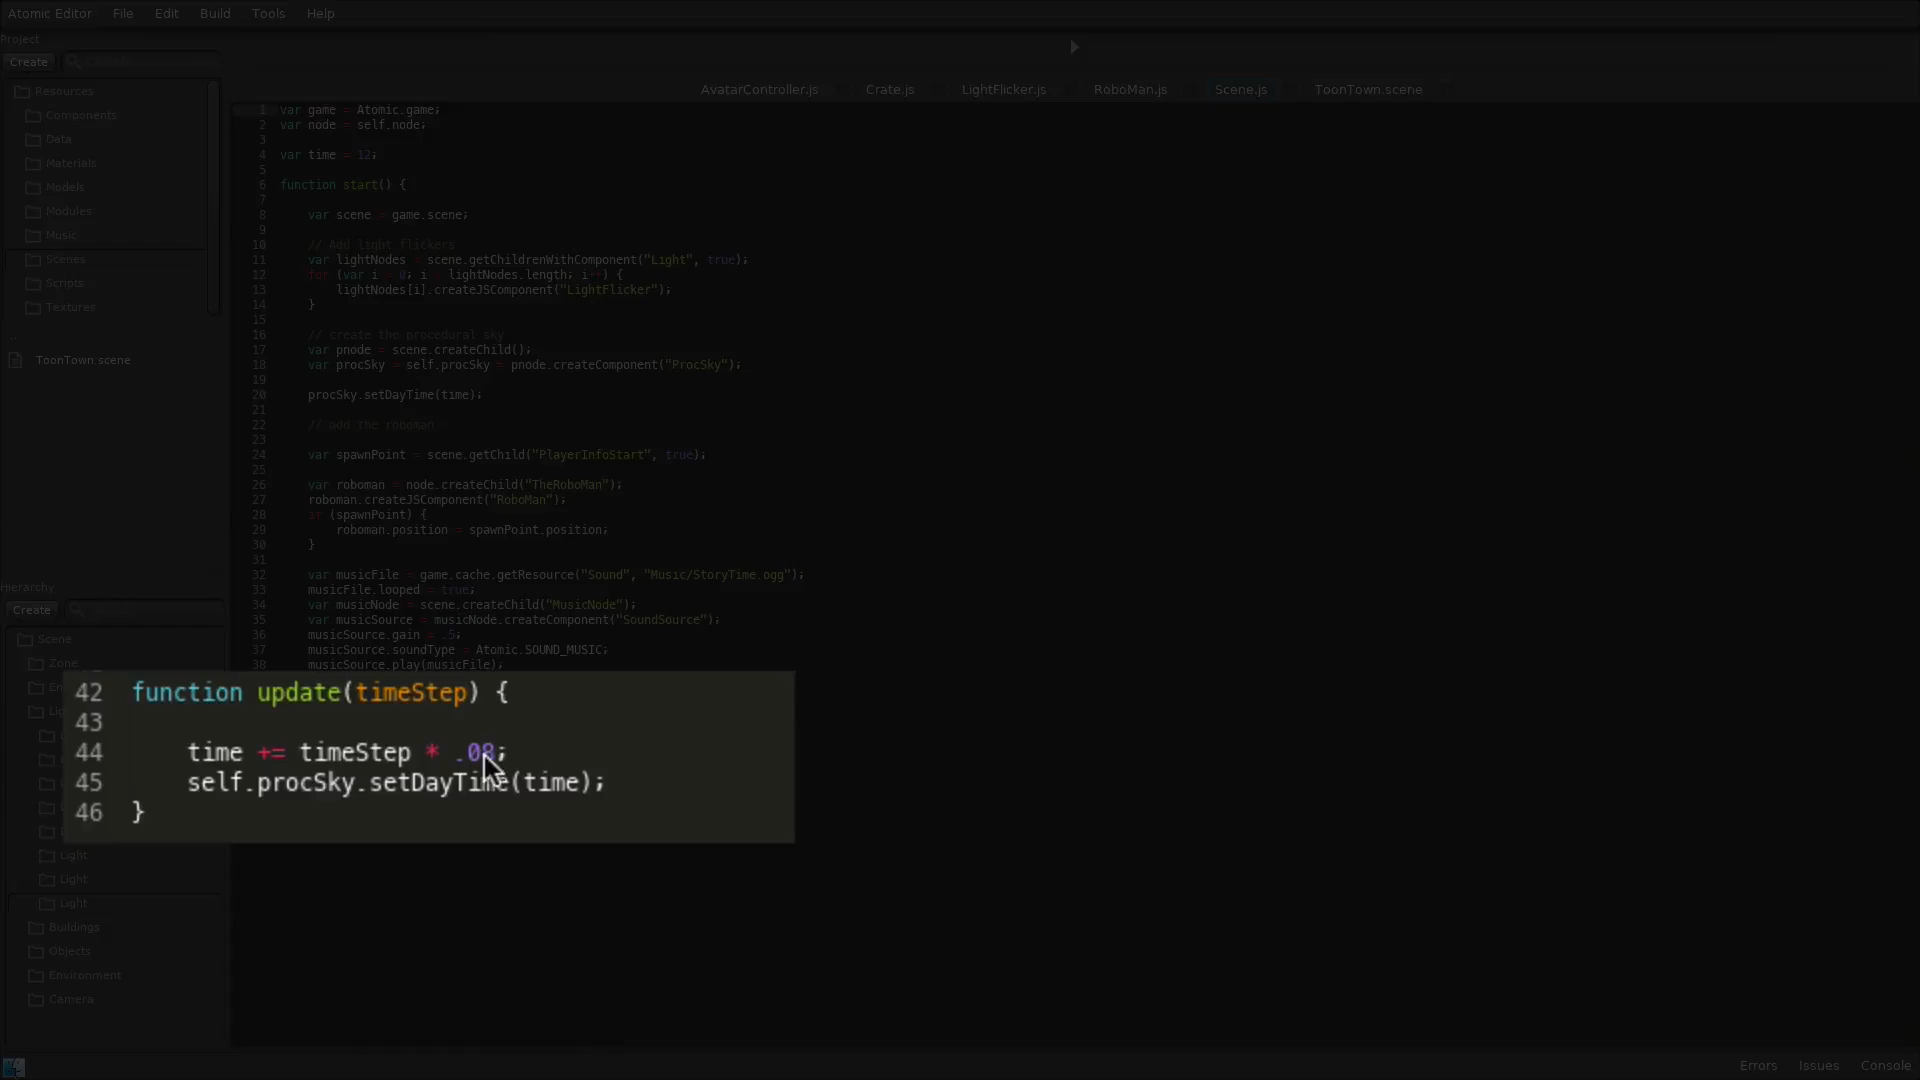 Atomic Editor File Edit Build Tools Help
Project
Create
Resources
Components
Data
Materials
Models
Modules
Music
Scenes
Scripts
Textures
..
ToonTown.scene
AvatarController.js Crate.js LightFlicker.js RoboMan.js Scene.js ToonTown.scene
1 var game = Atomic.game;
2 var node = self.node;
3
4 var time = 12;
5
6 function start() {
7
8 var scene = game.scene;
9
10 // Add light flickers
11 var lightNodes = scene.getChildrenWithComponent("Light", true);
12 for (var i = 0; i < lightNodes.length; i++) {
13 lightNodes[i].createJSComponent("LightFlicker");
14 }
15
16 // create the procedural sky
17 var pnode = scene.createChild();
18 var procSky = self.procSky = pnode.createComponent("ProcSky");
19
20 procSky.setDayTime(time);
21
22 // add the roboman
23
24 var spawnPoint = scene.getChild("PlayerInfoStart", true);
25
26 var roboman = node.createChild("TheRoboMan");
27 roboman.createJSComponent("RoboMan");
28 if (spawnPoint) {
29 roboman.position = spawnPoint.position;
30 }
31
32 var musicFile = game.cache.getResource("Sound", "Music/StoryTime.ogg");
33 musicFile.looped = true;
34 var musicNode = scene.createChild("MusicNode");
35 var musicSource = musicNode.createComponent("SoundSource");
36 musicSource.gain = .5;
37 musicSource.soundType = Atomic.SOUND_MUSIC;
38 musicSource.play(musicFile);
42 function update(timeStep) {
43
44 time += timeStep * .08;
45 self.procSky.setDayTime(time);
46 }
Hierarchy
Create
Scene
Zone
Light
Light
Light
Buildings
Objects
Environment
Camera
Errors Issues Console